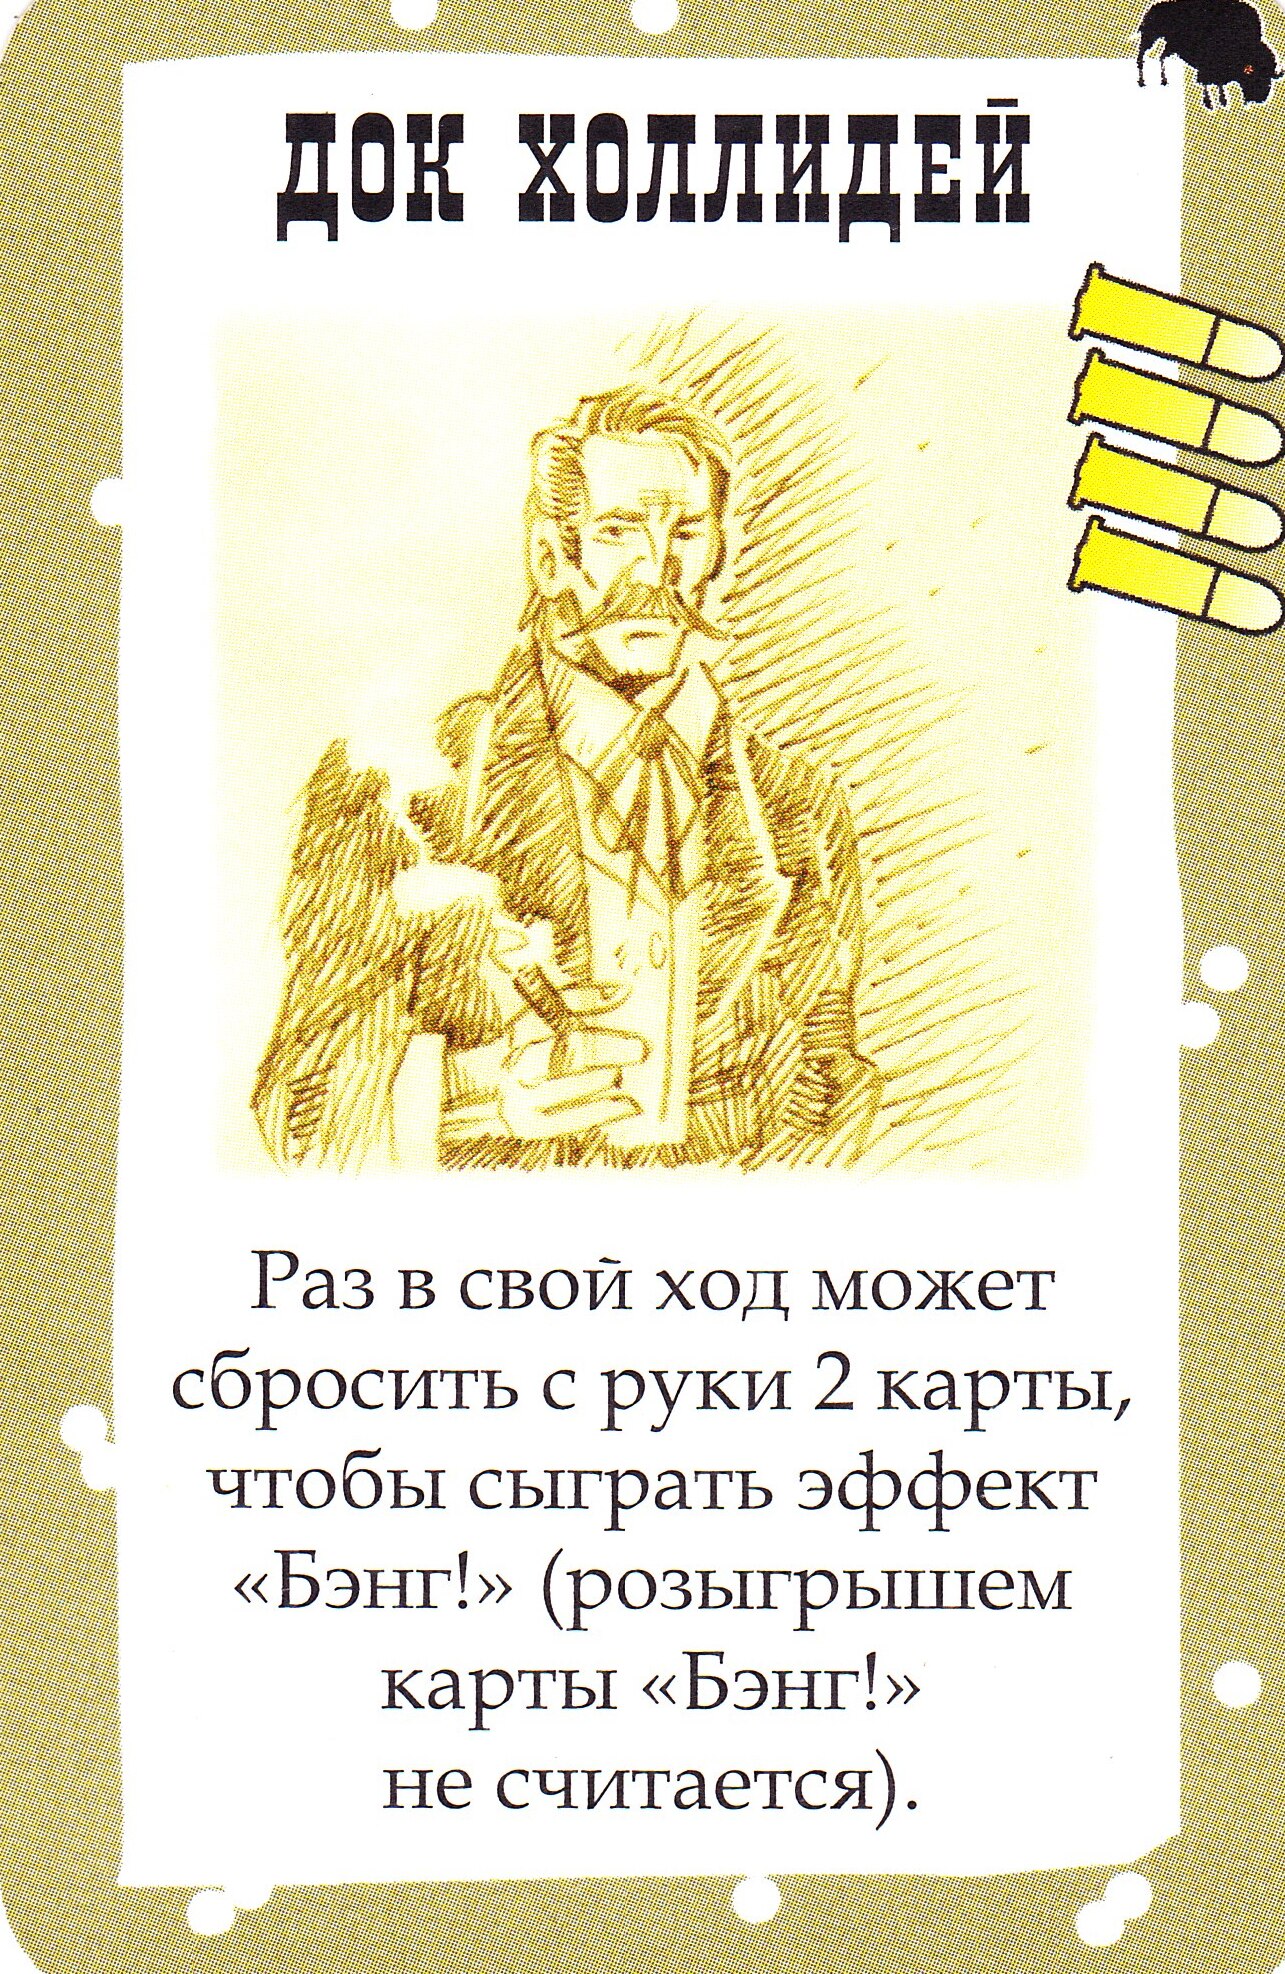 ДОК ХОЛЛИДЕЙ
Раз в свой ход может
сбросить с руки 2 карты,
чтобы сыграть эффект
«Бэнг!» (розыгрышем
карты «Бэнг!»
не считается).